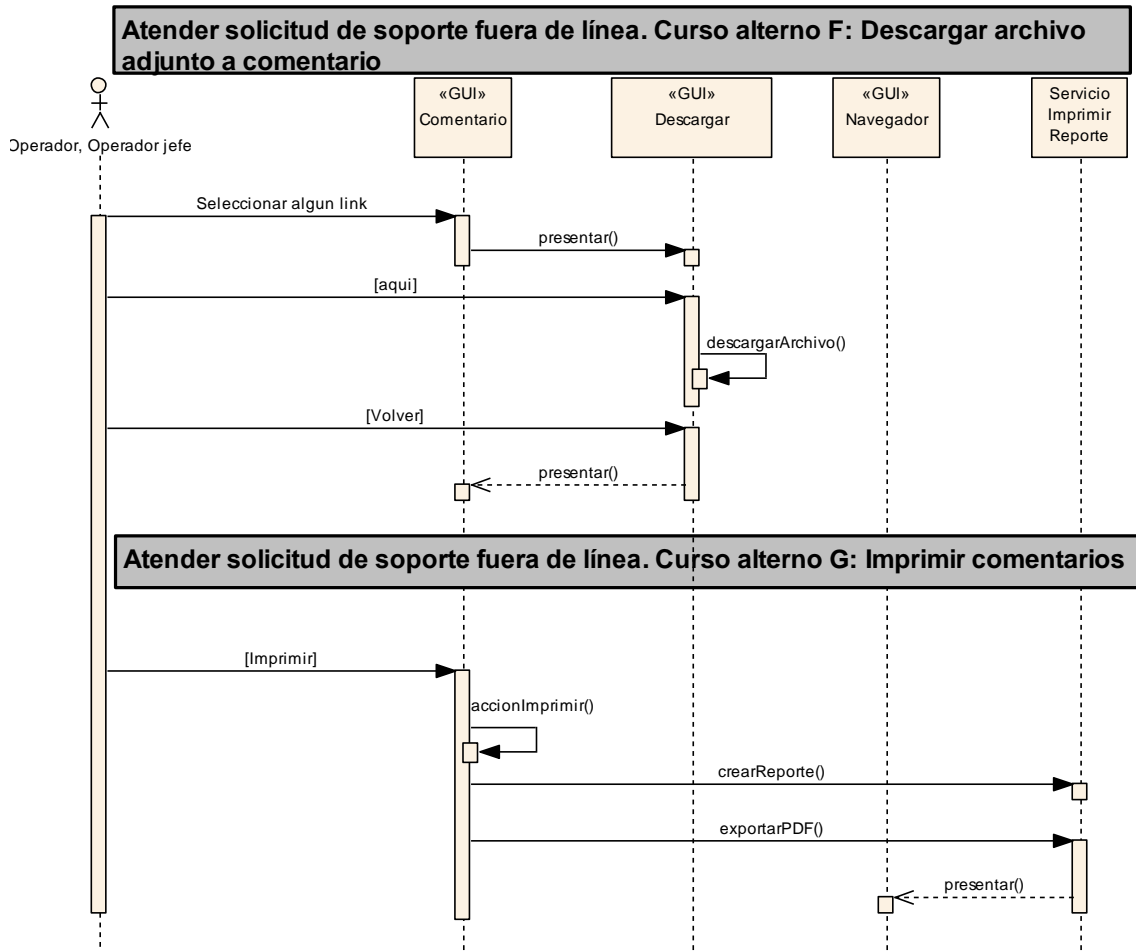 Atender solicitud de soporte fuera de línea. Curso alterno F: Descargar archivo
adjunto a comentario
Operador, Operador jefe
«GUI»
Comentario
«GUI»
Descargar
«GUI»
Navegador
Servicio
Imprimir
Reporte
Seleccionar algun link
presentar()
[aqui]
descargarArchivo()
[Volver]
presentar()
Atender solicitud de soporte fuera de línea. Curso alterno G: Imprimir comentarios
[Imprimir]
accionImprimir()
crearReporte()
exportarPDF()
presentar()